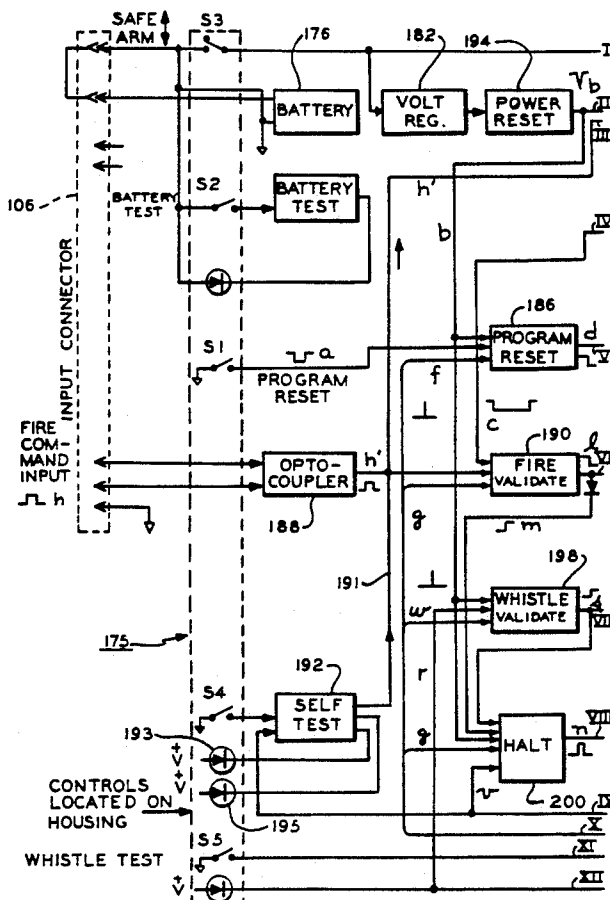 SAFE
ARM
S3
176
182
194
I
BATTERY
VOLT
REG.
POWER
RESET
Vb
II
III
106
INPUT CONNECTOR
BATTERY
TEST
S2
BATTERY
TEST
h'
b
IV
S1
a
PROGRAM
RESET
f
186
PROGRAM
RESET
d
V
c
FIRE
COM-
MAND
INPUT
h
OPTO-
COUPLER
h'
188
190
FIRE
VALIDATE
l
VI
g
m
191
198
WHISTLE
VALIDATE
w
VII
175
192
S4
SELF
TEST
r
193
+
V
g
HALT
n
VIII
+
V
195
200
CONTROLS
LOCATED ON
HOUSING
IX
X
S5
WHISTLE TEST
XI
+
V
XII